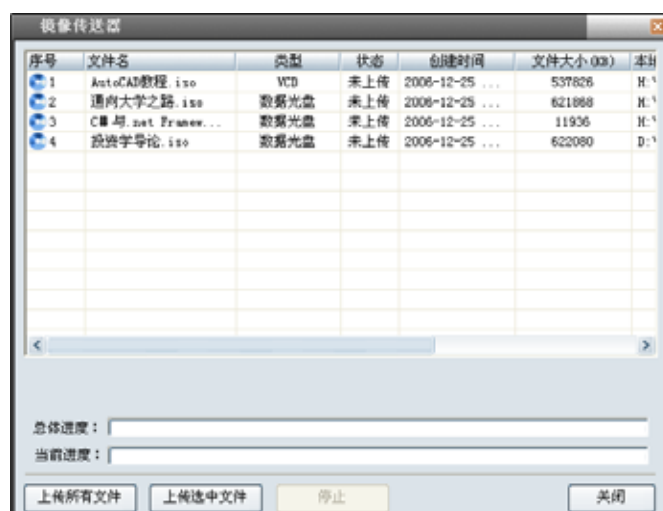 镜像传送器
序号 文件名 类型 状态 创建时间 文件大小(KB)
1 AutoCAD教程.iso VCD 未上传 2006-12-25 ... 537826 H:
2 通向大学之路.iso 数据光盘 未上传 2006-12-25 ... 621868 H:
3 C# 与.net Framew... 数据光盘 未上传 2006-12-25 ... 11936 H:
4 投资学导论.iso 数据光盘 未上传 2006-12-25 ... 622080 D:
总体进度：
当前进度：
上传所有文件 上传选中文件 停止 关闭